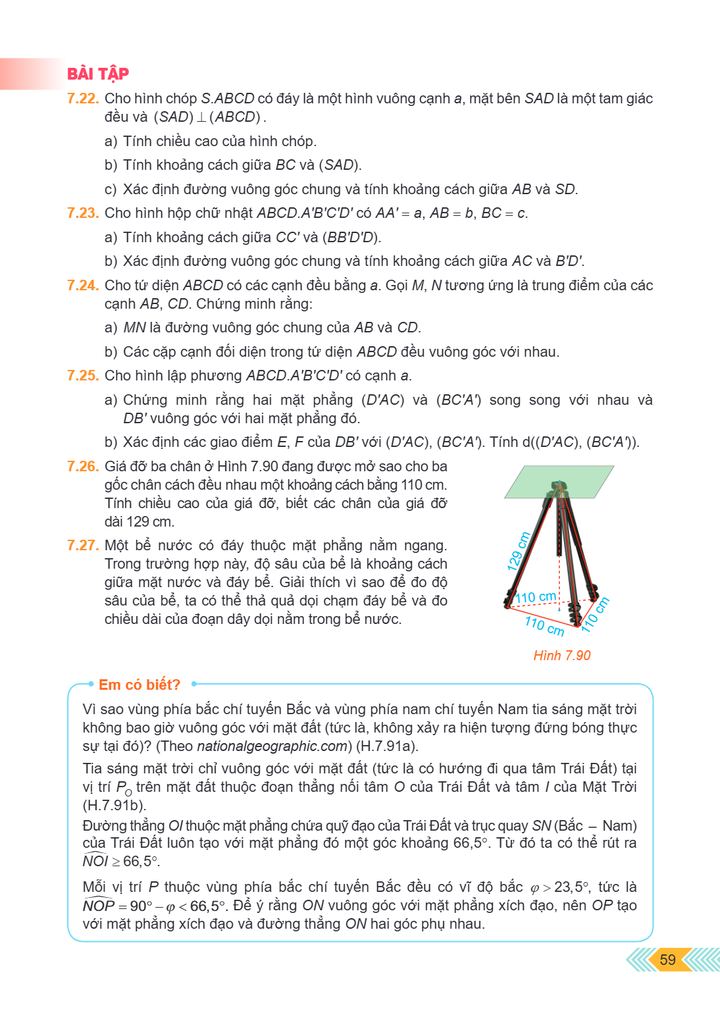 BÀI TẬP
7.22. Cho hình chóp S.ABCD có đáy là một hình vuông cạnh a, mặt bên SAD là một tam giác
đều và (SAD) ⊥ (ABCD).
a) Tính chiều cao của hình chóp.
b) Tính khoảng cách giữa BC và (SAD).
c) Xác định đường vuông góc chung và tính khoảng cách giữa AB và SD.
7.23. Cho hình hộp chữ nhật ABCD.A'B'C'D' có AA' = a, AB = b, BC = c.
a) Tính khoảng cách giữa CC' và (BB'D'D).
b) Xác định đường vuông góc chung và tính khoảng cách giữa AC và B'D'.
7.24. Cho tứ diện ABCD có các cạnh đều bằng a. Gọi M, N tương ứng là trung điểm của các
cạnh AB, CD. Chứng minh rằng:
a) MN là đường vuông góc chung của AB và CD.
b) Các cặp cạnh đối diện trong tứ diện ABCD đều vuông góc với nhau.
7.25. Cho hình lập phương ABCD.A'B'C'D' có cạnh a.
a) Chứng minh rằng hai mặt phẳng (D'AC) và (BC'A') song song với nhau và
DB' vuông góc với hai mặt phẳng đó.
b) Xác định các giao điểm E, F của DB' với (D'AC), (BC'A'). Tính d((D'AC), (BC'A')).
7.26. Giá đỡ ba chân ở Hình 7.90 đang được mở sao cho ba
gốc chân cách đều nhau một khoảng cách bằng 110 cm.
Tính chiều cao của giá đỡ, biết các chân của giá đỡ
dài 129 cm.
7.27. Một bể nước có đáy thuộc mặt phẳng nằm ngang.
Trong trường hợp này, độ sâu của bể là khoảng cách
giữa mặt nước và đáy bể. Giải thích vì sao để đo độ
sâu của bể, ta có thể thả quả dọi chạm đáy bể và đo
chiều dài của đoạn dây dọi nằm trong bể nước.
129 cm
110 cm
110 cm
110 cm
Hình 7.90
Em có biết?
Vì sao vùng phía bắc chí tuyến Bắc và vùng phía nam chí tuyến Nam tia sáng mặt trời
không bao giờ vuông góc với mặt đất (tức là, không xảy ra hiện tượng đứng bóng thực
sự tại đó)? (Theo nationalgeographic.com) (H.7.91a).
Tia sáng mặt trời chỉ vuông góc với mặt đất (tức là có hướng đi qua tâm Trái Đất) tại
vị trí P_O trên mặt đất thuộc đoạn thẳng nối tâm O của Trái Đất và tâm I của Mặt Trời
(H.7.91b).
Đường thẳng OI thuộc mặt phẳng chứa quỹ đạo của Trái Đất và trục quay SN (Bắc – Nam)
của Trái Đất luôn tạo với mặt phẳng đó một góc khoảng 66,5°. Từ đó ta có thể rút ra
\widehat{NOI} ≥ 66,5°.
Mỗi vị trí P thuộc vùng phía bắc chí tuyến Bắc đều có vĩ độ bắc φ > 23,5°, tức là
\widehat{NOP} = 90° – φ < 66,5°. Để ý rằng ON vuông góc với mặt phẳng xích đạo, nên OP tạo
với mặt phẳng xích đạo và đường thẳng ON hai góc phụ nhau.
59